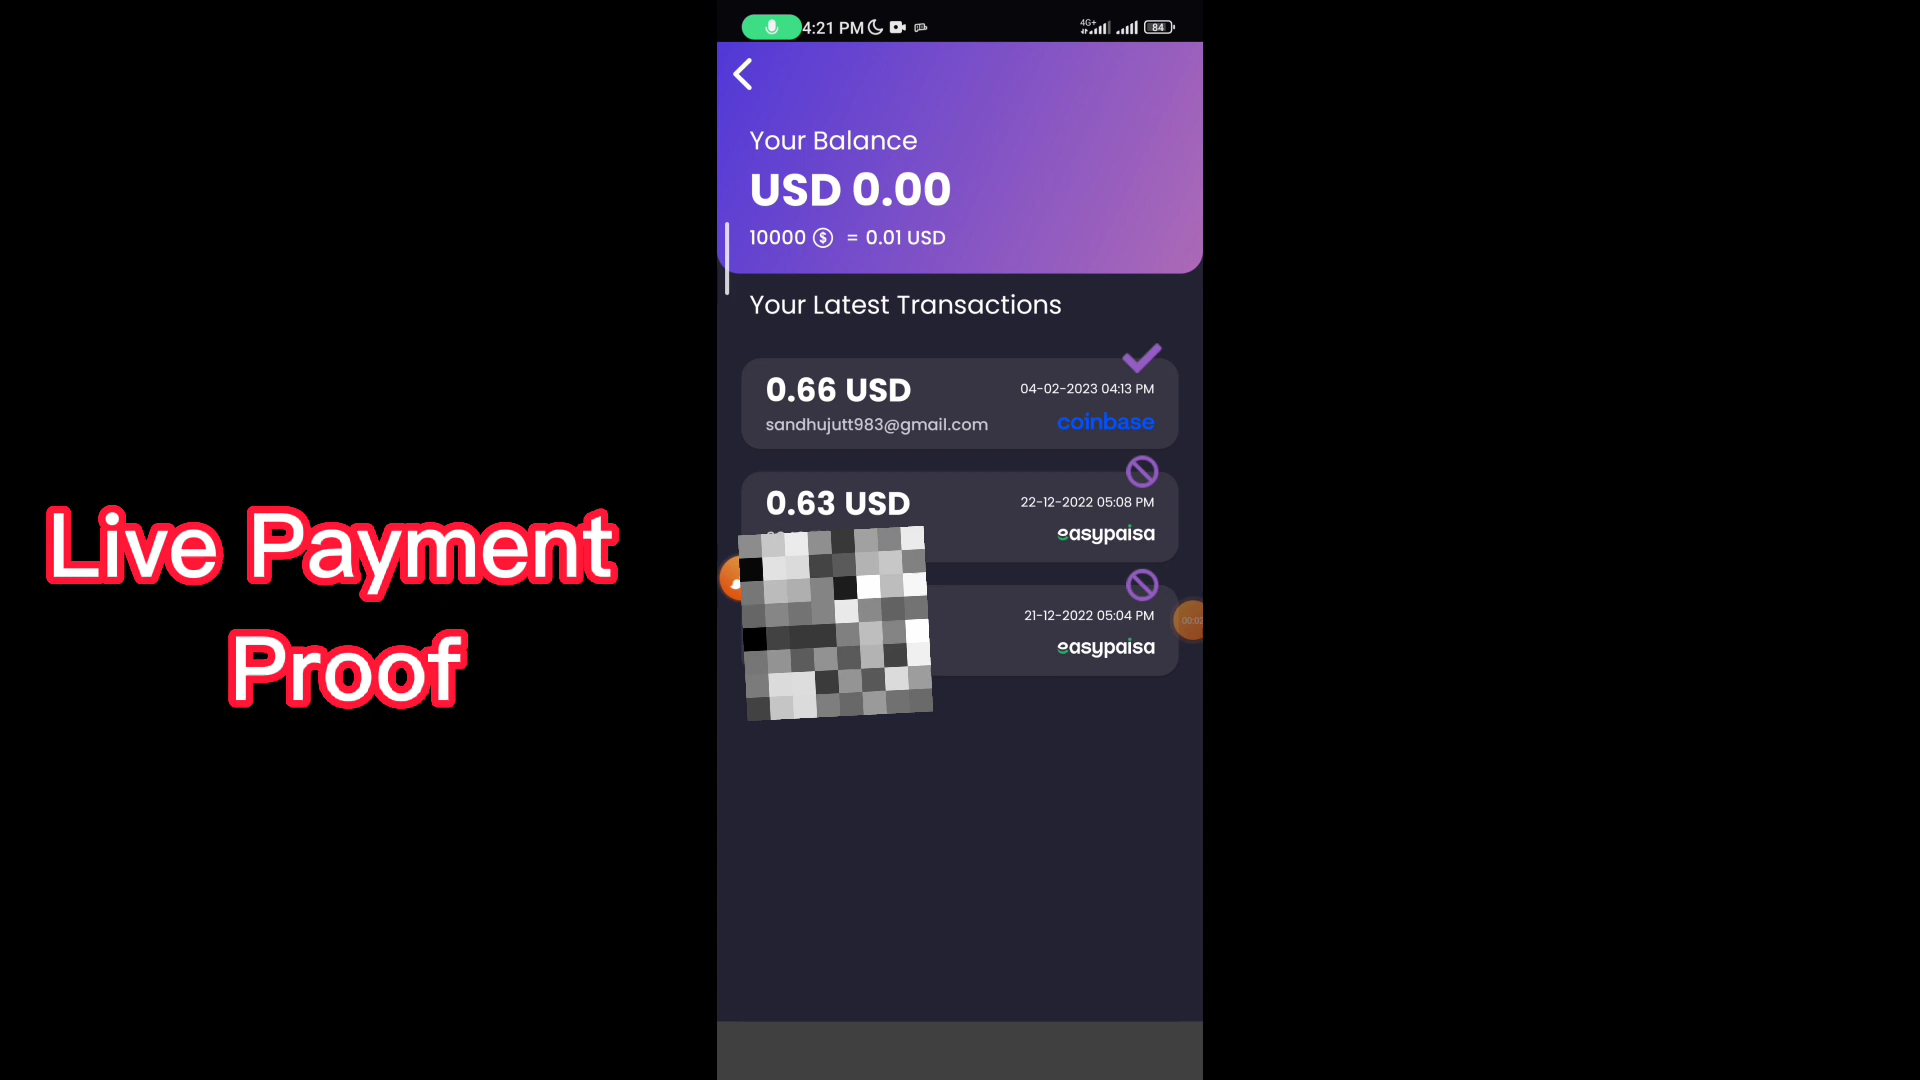 4:21 PM
4G+
84
Your Balance
USD 0.00
10000 $ = 0.01 USD
Your Latest Transactions
0.66 USD
04-02-2023 04:13 PM
sandhujutt983@gmail.com
coinbase
0.63 USD
22-12-2022 05:08 PM
easypaisa
21-12-2022 05:04 PM
easypaisa
Live Payment
Proof